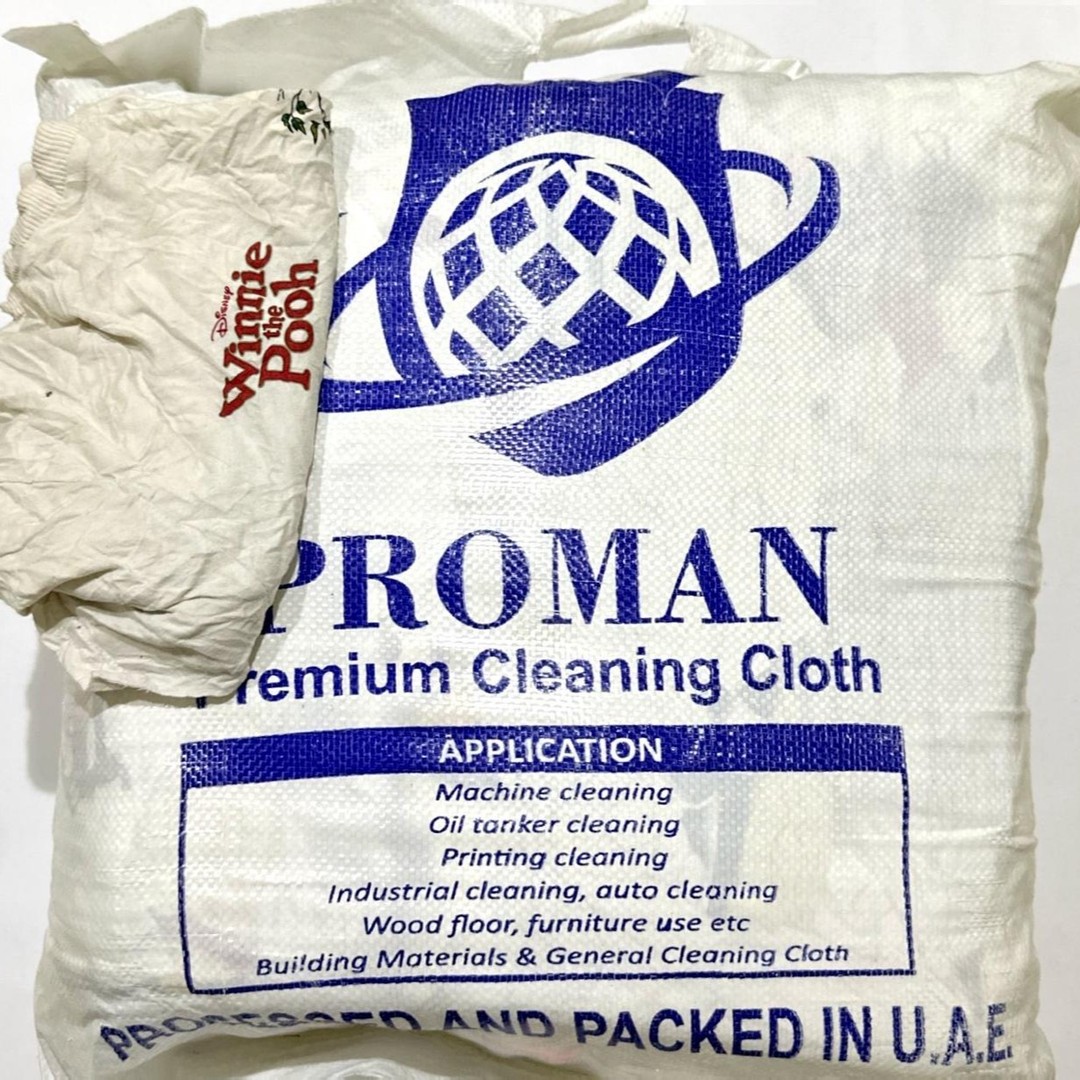 Disney
Winnie
the
Pooh
PROMAN
Premium Cleaning Cloth
APPLICATION
Machine cleaning
Oil tanker cleaning
Printing cleaning
Industrial cleaning, auto cleaning
Wood floor, furniture use etc
Building Materials & General Cleaning Cloth
PROCESSED AND PACKED IN U.A.E.